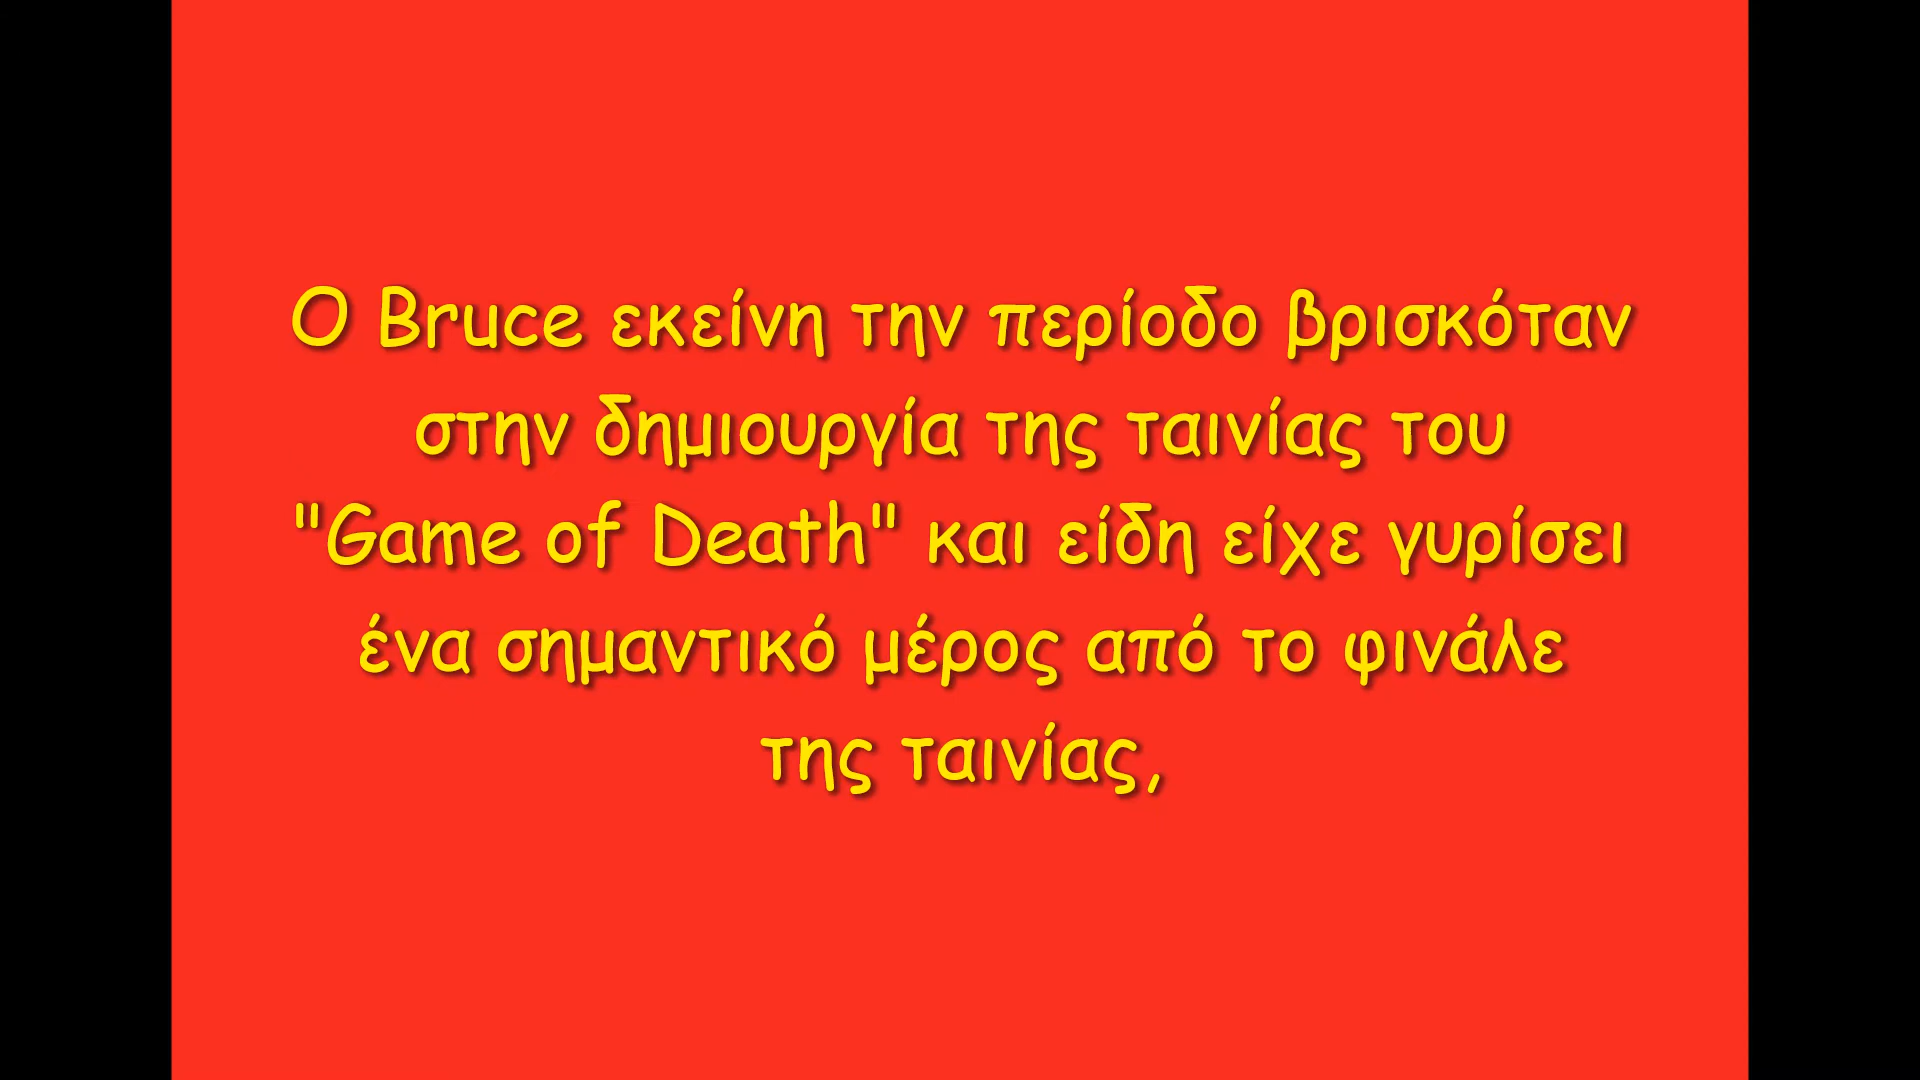 Ο Bruce εκείνη την περίοδο βρισκόταν
στην δημιουργία της ταινίας του
"Game of Death" και είδη είχε γυρίσει
ένα σημαντικό μέρος από το φινάλε
της ταινίας,